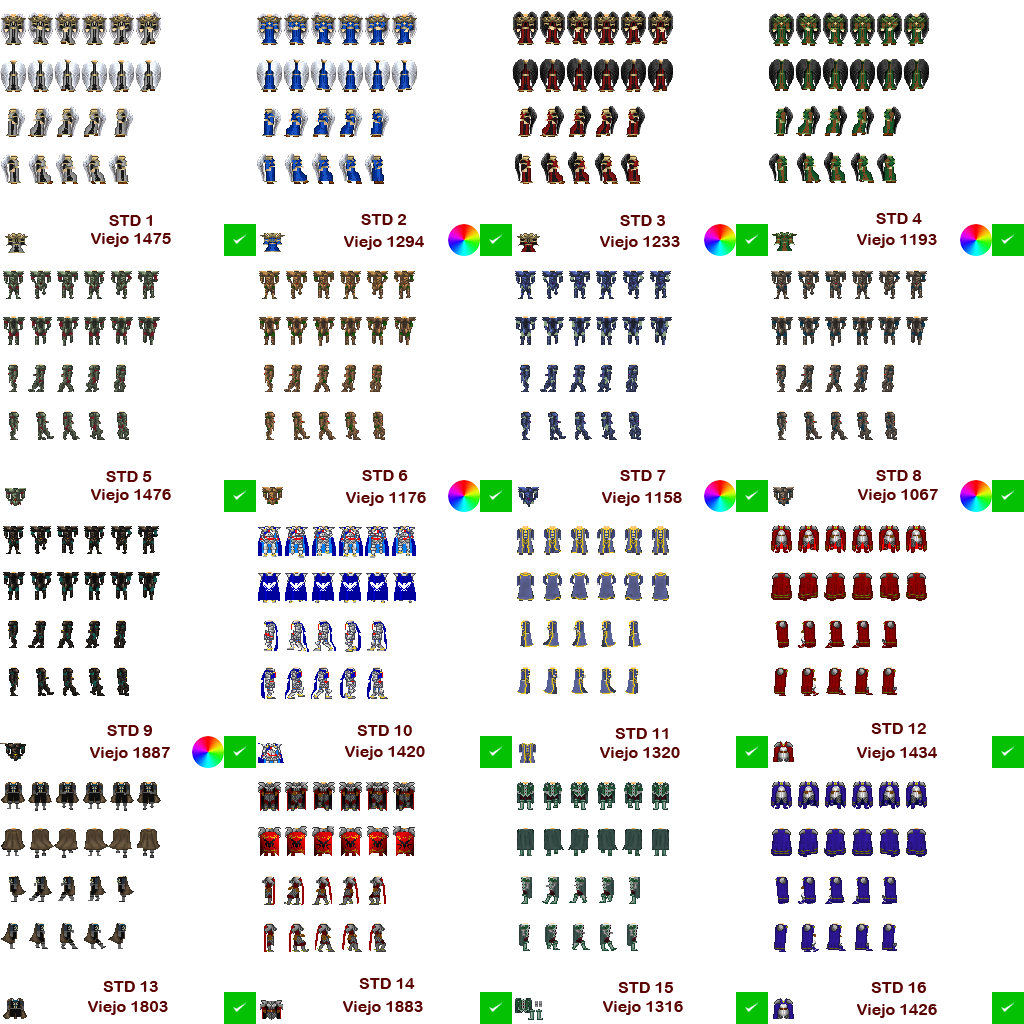 STD 1
Viejo 1475
STD 2
Viejo 1294
STD 3
Viejo 1233
STD 4
Viejo 1193
STD 5
Viejo 1476
STD 6
Viejo 1176
STD 7
Viejo 1158
STD 8
Viejo 1067
STD 9
Viejo 1887
STD 10
Viejo 1420
STD 11
Viejo 1320
STD 12
Viejo 1434
STD 13
Viejo 1803
STD 14
Viejo 1883
STD 15
Viejo 1316
STD 16
Viejo 1426